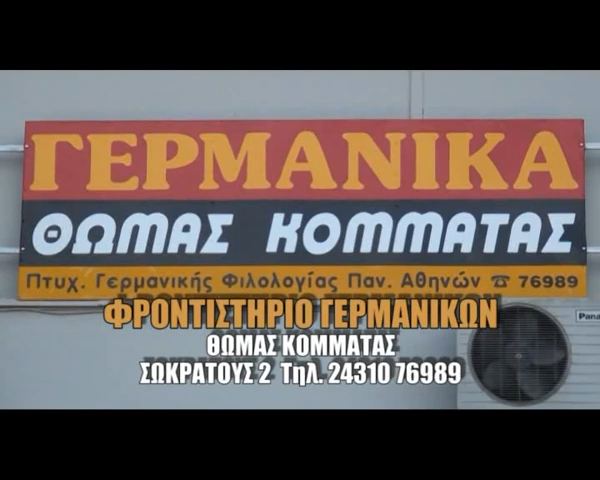 ΓΕΡΜΑΝΙΚΑ
ΘΩΜΑΣ ΚΟΜΜΑΤΑΣ
Πτυχ. Γερμανικής Φιλολογίας Παν. Αθηνών ☎ 76989
ΦΡΟΝΤΙΣΤΗΡΙΟ ΓΕΡΜΑΝΙΚΩΝ
ΘΩΜΑΣ ΚΟΜΜΑΤΑΣ
ΣΩΚΡΑΤΟΥΣ 2 Τηλ. 24310 76989